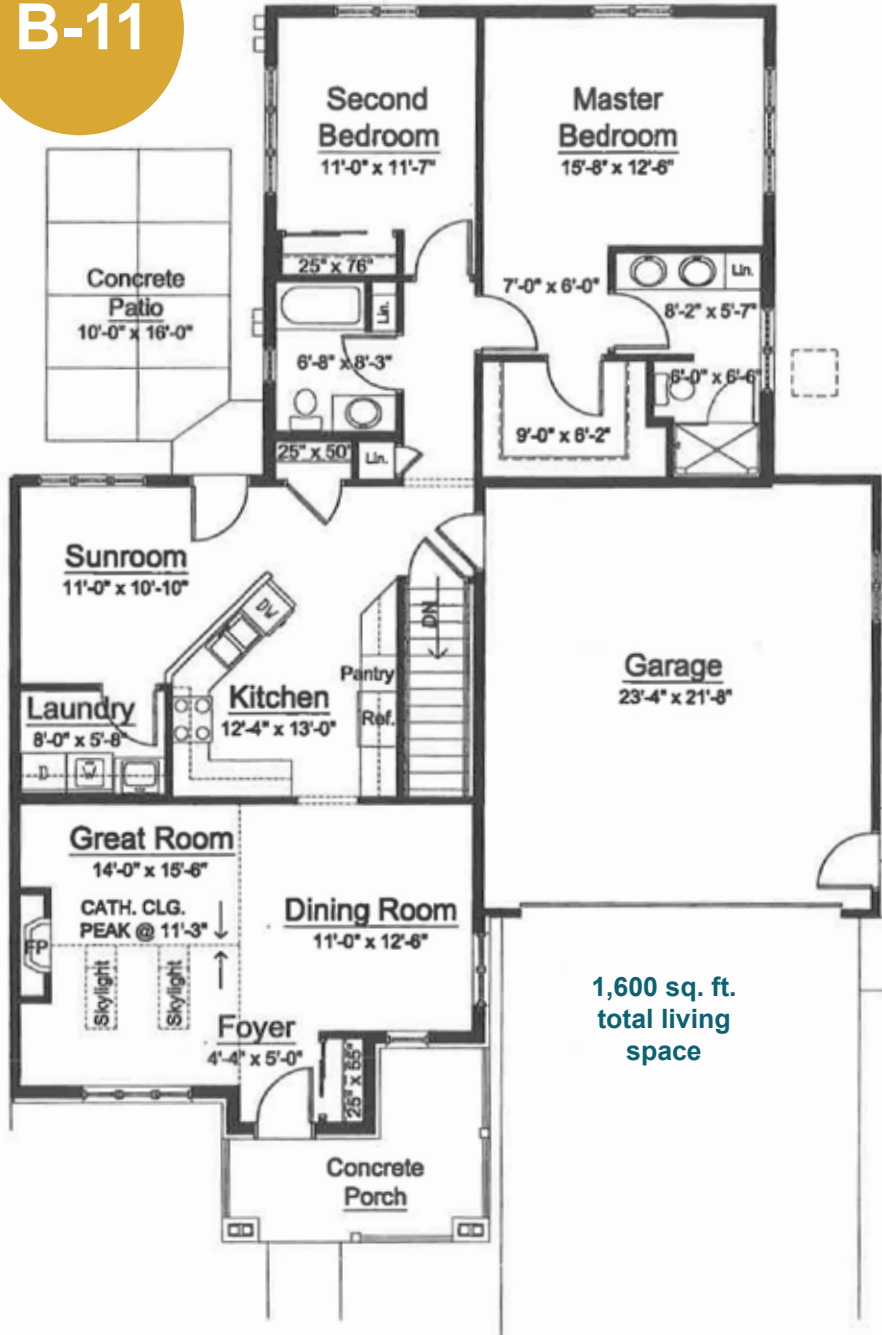 B-11
Second
Bedroom
11'-0" x 11'-7"
Master
Bedroom
15'-8" x 12'-6"
25" x 76"
Concrete
Patio
10'-0" x 16'-0"
Lin.
7'-0" x 6'-0"
Lin.
8'-2" x 5'-7"
6'-8" x 8'-3"
6'-0" x 6'-6"
9'-0" x 6'-2"
25" x 50"
Lin.
Sunroom
11'-0" x 10'-10"
DW
DN
Garage
23'-4" x 21'-8"
Pantry
Kitchen
12'-4" x 13'-0"
Ref.
Laundry
8'-0" x 5'-8"
D
W
Great Room
14'-0" x 15'-6"
CATH. CLG.
PEAK @ 11'-3"
Dining Room
11'-0" x 12'-6"
FP
Skylight
Skylight
Foyer
4'-4" x 5'-0"
25" x 55"
1,600 sq. ft.
total living
space
Concrete
Porch